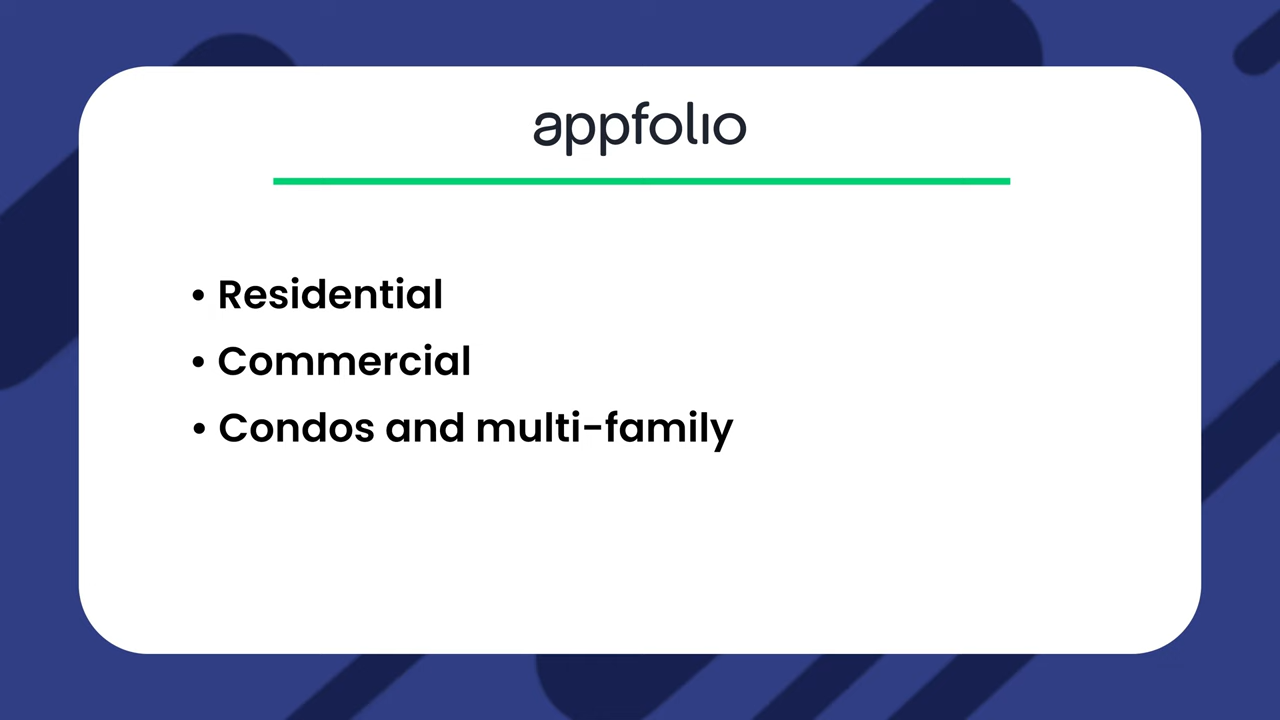 appfolio
• Residential
• Commercial
• Condos and multi-family